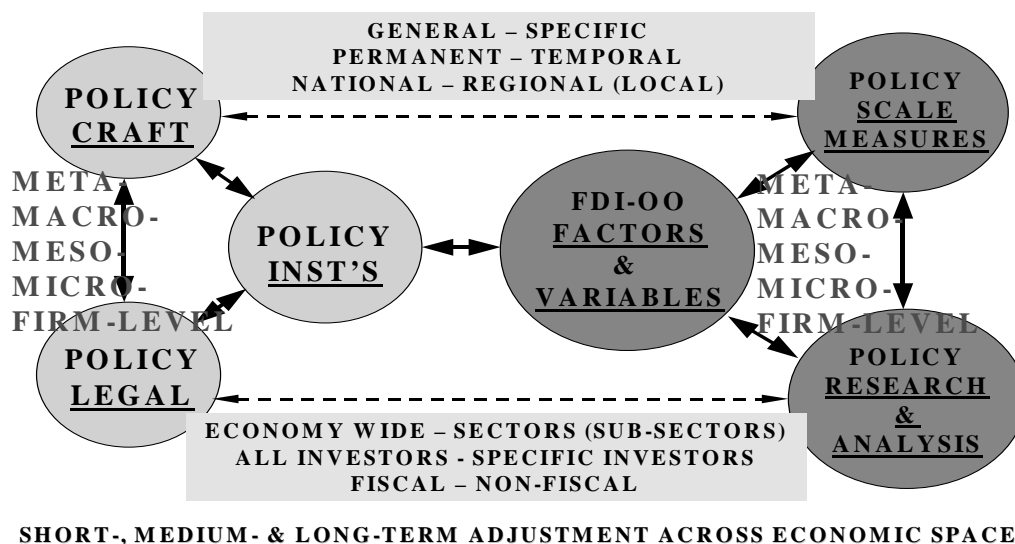 GENERAL – SPECIFIC
PERMANENT – TEMPORAL
NATIONAL – REGIONAL (LOCAL)
POLICY
CRAFT
POLICY
SCALE
MEASURES
META-
MACRO-
MESO-
MICRO-
FIRM-LEVEL
POLICY
INST'S
FDI-OO
FACTORS
&
VARIABLES
META-
MACRO-
MESO-
MICRO-
FIRM-LEVEL
POLICY
LEGAL
POLICY
RESEARCH
&
ANALYSIS
ECONOMY WIDE – SECTORS (SUB-SECTORS)
ALL INVESTORS - SPECIFIC INVESTORS
FISCAL – NON-FISCAL
SHORT-, MEDIUM- & LONG-TERM ADJUSTMENT ACROSS ECONOMIC SPACE